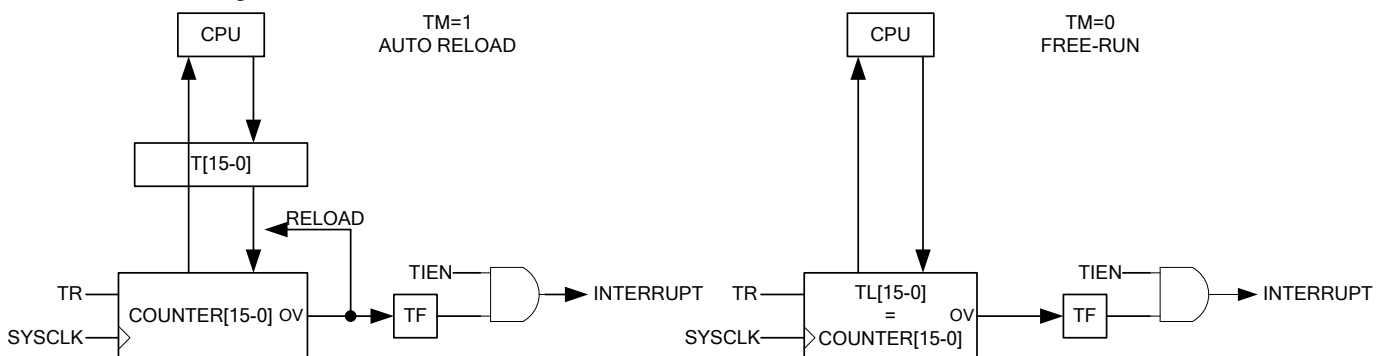 CPU
TM=1
AUTO RELOAD
T[15-0]
RELOAD
TR
SYSCLK
COUNTER[15-0]
OV
TF
TIEN
INTERRUPT
CPU
TM=0
FREE-RUN
TR
SYSCLK
TL[15-0]
=
COUNTER[15-0]
OV
TF
TIEN
INTERRUPT